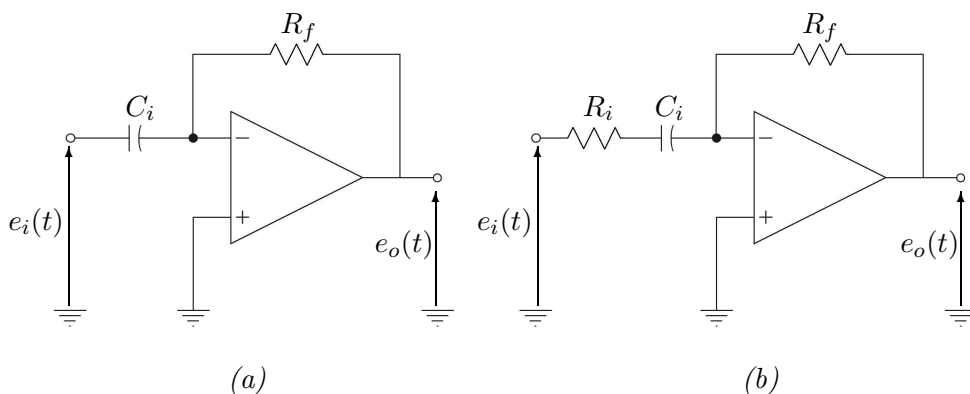 R_f
C_i
−
+
e_i(t)
e_o(t)
(a)
R_f
R_i
C_i
−
+
e_i(t)
e_o(t)
(b)